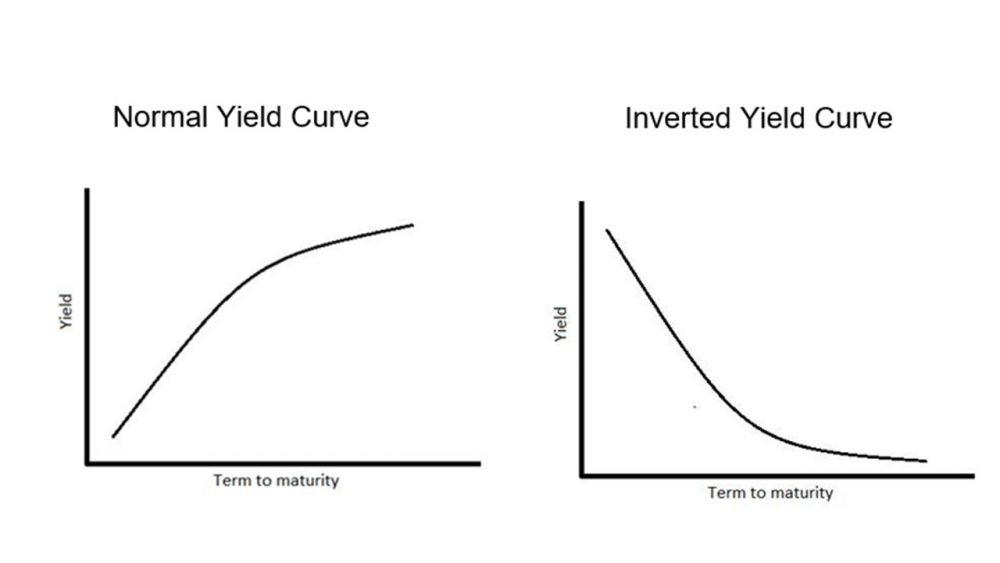 Normal Yield Curve
Yield
Term to maturity
Inverted Yield Curve
Yield
Term to maturity